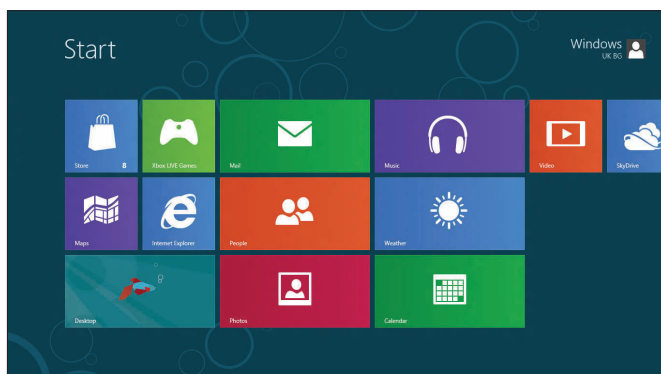 Start
Windows
UK BG
Store 8
Xbox LIVE Games
Mail
Music
Video
SkyDrive
Maps
Internet Explorer
People
Weather
Desktop
Photos
Calendar